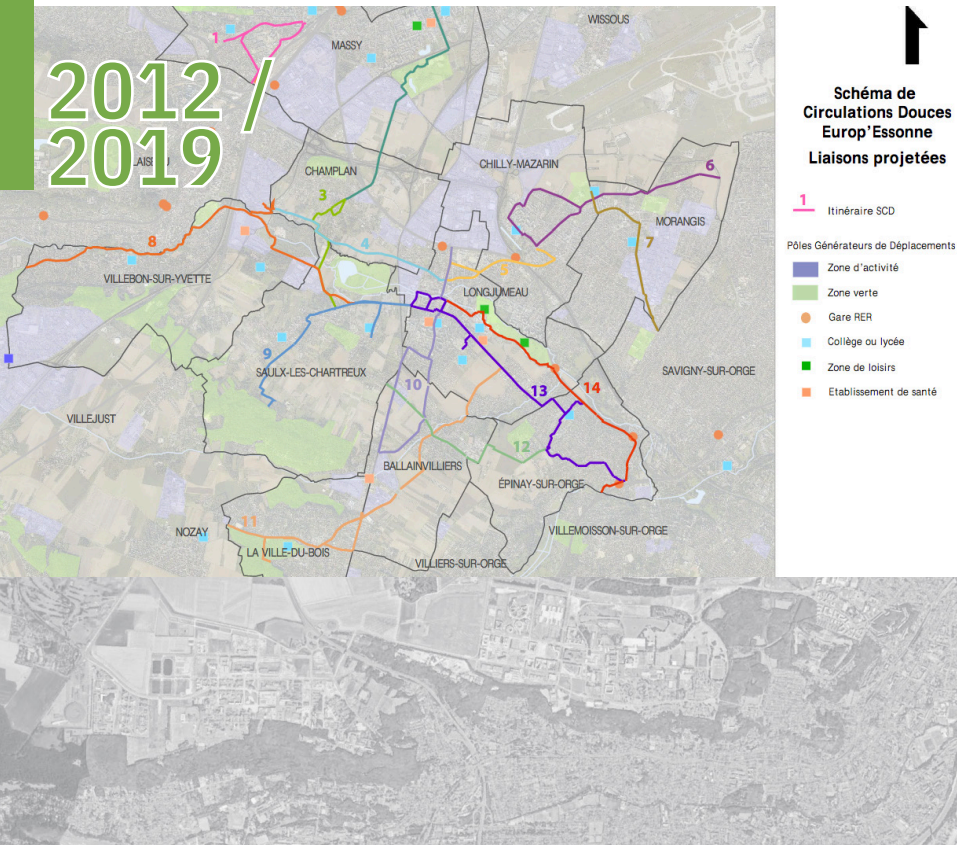 2012 /
2019
WISSOUS
1
MASSY
CHAMPLAN
CHILLY-MAZARIN
6
3
MORANGIS
8
4
7
5
VILLEBON-SUR-YVETTE
LONGJUMEAU
9
SAULX-LES-CHARTREUX
10
13
14
SAVIGNY-SUR-ORGE
VILLEJUST
12
BALLAINVILLIERS
ÉPINAY-SUR-ORGE
11
NOZAY
LA VILLE-DU-BOIS
VILLEMOISSON-SUR-ORGE
VILLIERS-SUR-ORGE
Schéma de
Circulations Douces
Europ'Essonne
Liaisons projetées
1
Itinéraire SCD
Pôles Générateurs de Déplacements
Zone d'activité
Zone verte
Gare RER
Collège ou lycée
Zone de loisirs
Etablissement de santé